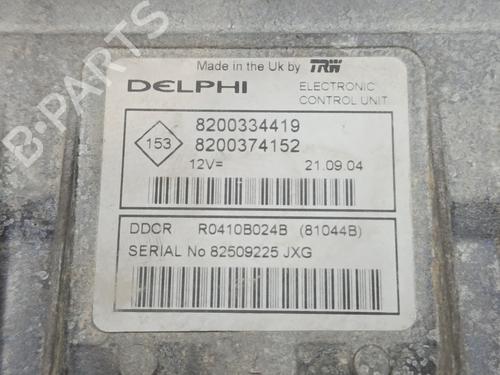 Made in the Uk by TRW
DELPHI ELECTRONIC
CONTROL UNIT
153 8200334419
8200374152
12V= 21.09.04
DDCR R0410B024B (81044B)
SERIAL No 82509225 JXG
B-PARTS